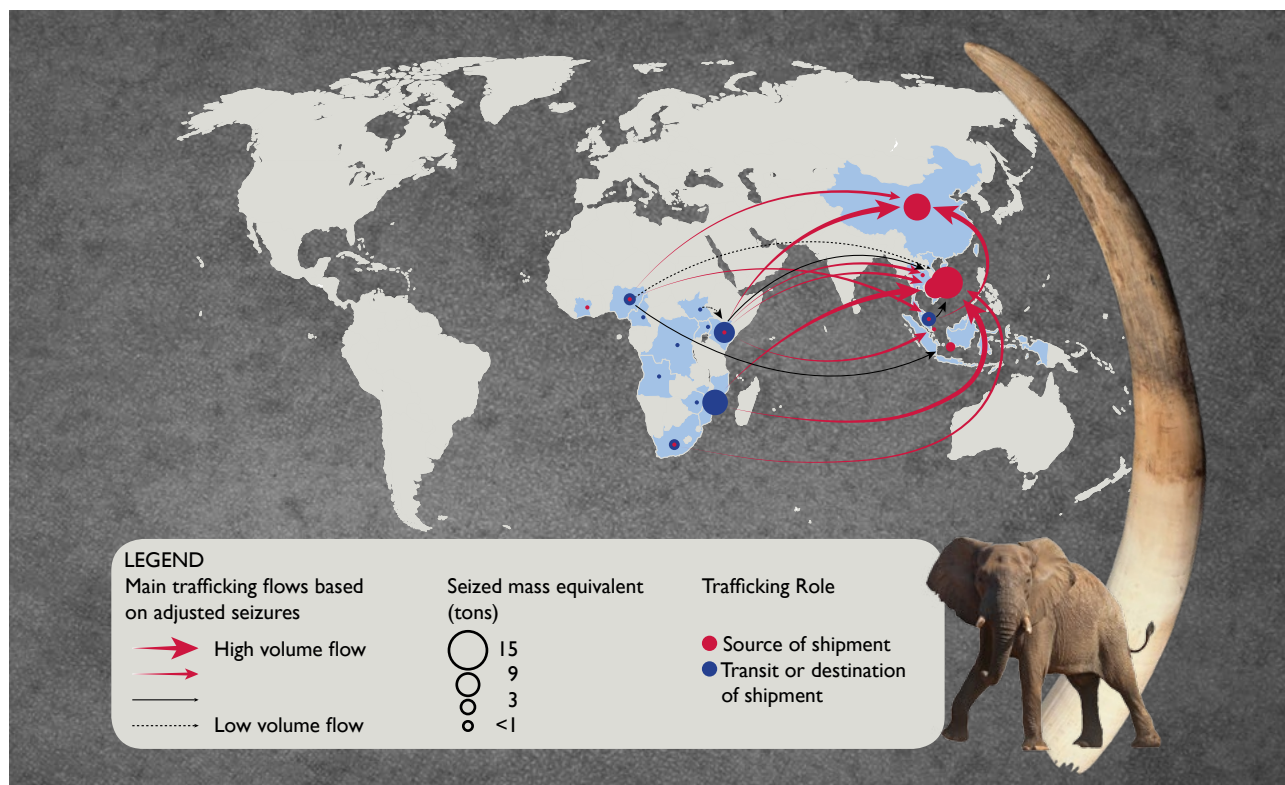 LEGEND
Main trafficking flows based
on adjusted seizures
High volume flow
Low volume flow
Seized mass equivalent
(tons)
15
9
3
<1
Trafficking Role
Source of shipment
Transit or destination
of shipment